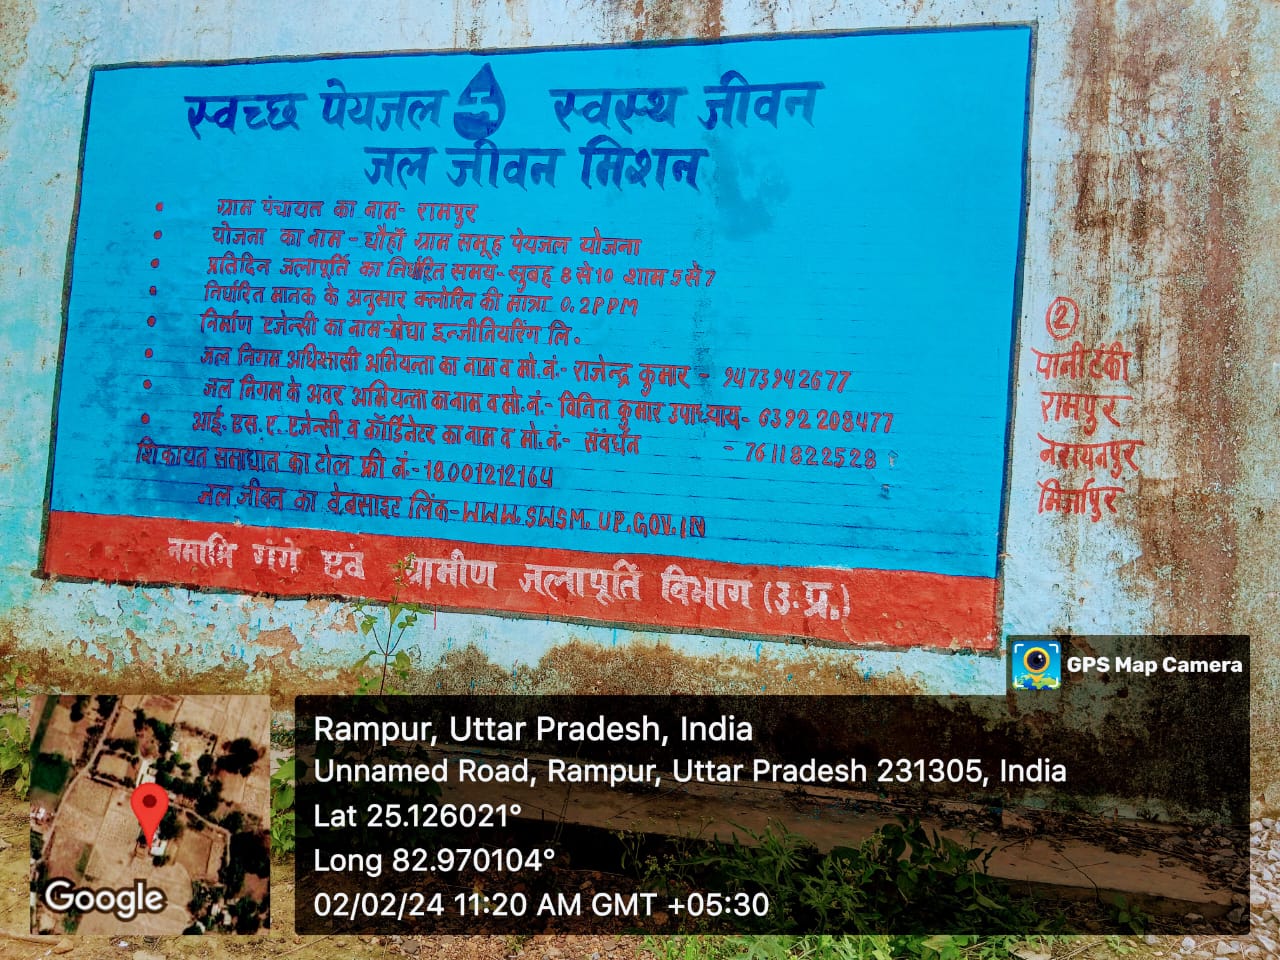 स्वच्छ पेयजल स्वस्थ जीवन
जल जीवन मिशन
• ग्राम पंचायत का नाम- रामपुर
• योजना का नाम - धौहाँ ग्राम समूह पेयजल योजना
• प्रतिदिन जलापूर्ति का निर्धारित समय- सुबह 8 से 10 शाम 5 से 7
• निर्धारित मानक के अनुसार क्लोरिन की मात्रा 0.2 PPM
• निर्माण एजेन्सी का नाम-मेघा इन्जीनियरिंग लि.
• जल निगम अधिशासी अभियन्ता का नाम व मो.नं.- राजेन्द्र कुमार - 9473942677
• जल निगम के अवर अभियन्ता का नाम व मो.नं.- विनित कुमार उपाध्याय- 6392208477
• आई.एस.ए. एजेन्सी व कॉर्डिनेटर का नाम व मो.नं.- संवर्धन - 7611822528
शिकायत समाधान का टोल फ्री नं.-18001212164
जल जीवन का वेबसाइट लिंक-WWW.SWSM.UP.GOV.IN
नमामि गंगे एवं ग्रामीण जलापूर्ति विभाग (उ.प्र.)
2
पानी टंकी
रामपुर
नरायनपुर
मिर्जापुर
GPS Map Camera
Rampur, Uttar Pradesh, India
Unnamed Road, Rampur, Uttar Pradesh 231305, India
Lat 25.126021°
Long 82.970104°
02/02/24 11:20 AM GMT +05:30
Google